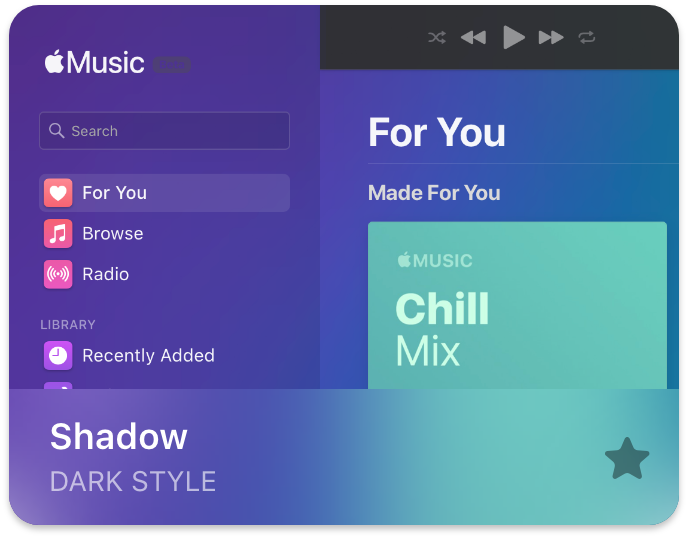 Music
Search
For You
Browse
Radio
LIBRARY
Recently Added
For You
Made For You
MUSIC
Chill
Mix
Shadow
DARK STYLE